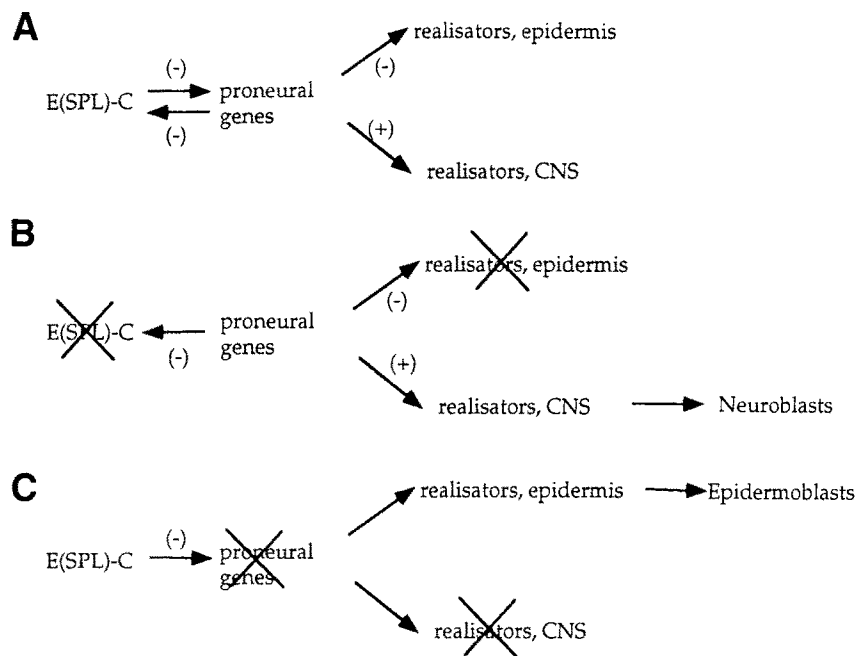 A
realisators, epidermis
(-)
(-)
E(SPL)-C
proneural
genes
(-)
(+)
realisators, CNS
B
realisators, epidermis
(-)
E(SPL)-C
proneural
genes
(-)
(+)
realisators, CNS
Neuroblasts
C
realisators, epidermis
Epidermoblasts
(-)
E(SPL)-C
proneural
genes
realisators, CNS